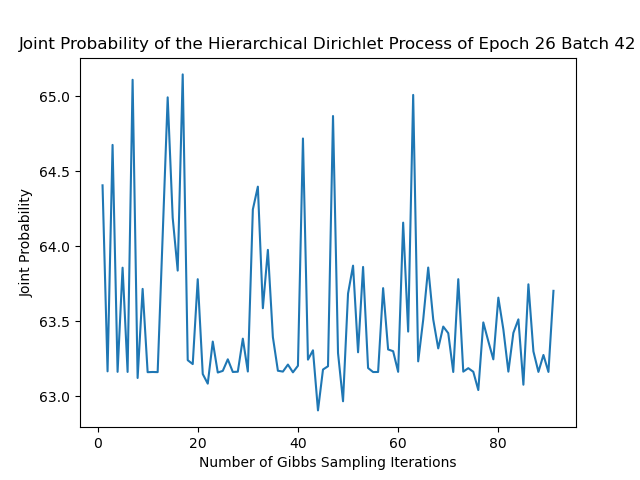 Joint Probability of the Hierarchical Dirichlet Process of Epoch 26 Batch 42
Joint Probability
65.0
64.5
64.0
63.5
63.0
0 20 40 60 80
Number of Gibbs Sampling Iterations